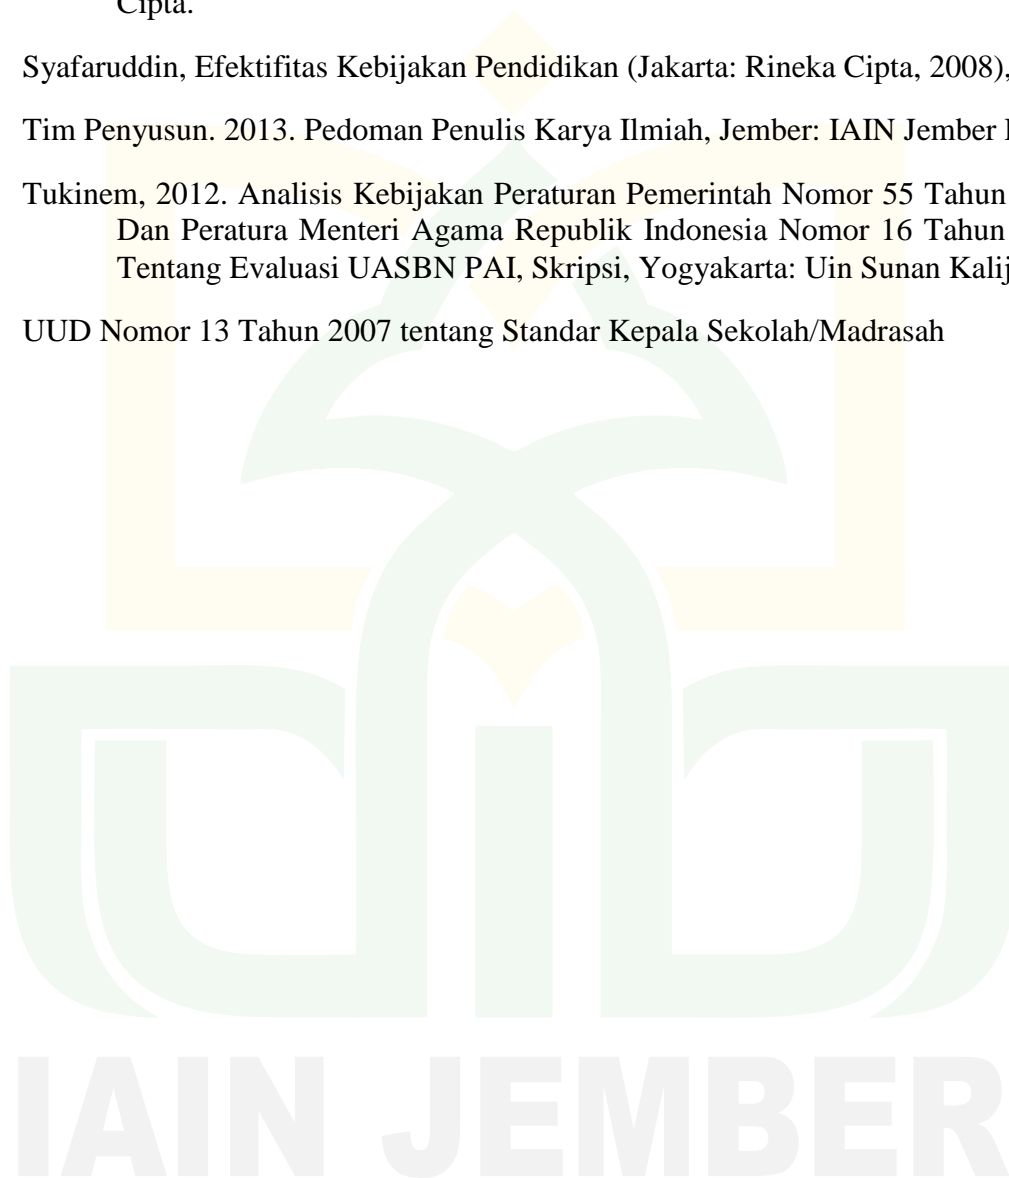 Cipta.
Syafaruddin, Efektifitas Kebijakan Pendidikan (Jakarta: Rineka Cipta, 2008),
Tim Penyusun. 2013. Pedoman Penulis Karya Ilmiah, Jember: IAIN Jember
Tukinem, 2012. Analisis Kebijakan Peraturan Pemerintah Nomor 55 Tahun
Dan Peratura Menteri Agama Republik Indonesia Nomor 16 Tahun
Tentang Evaluasi UASBN PAI, Skripsi, Yogyakarta: Uin Sunan
UUD Nomor 13 Tahun 2007 tentang Standar Kepala Sekolah/Madrasah
IAIN JEMBER